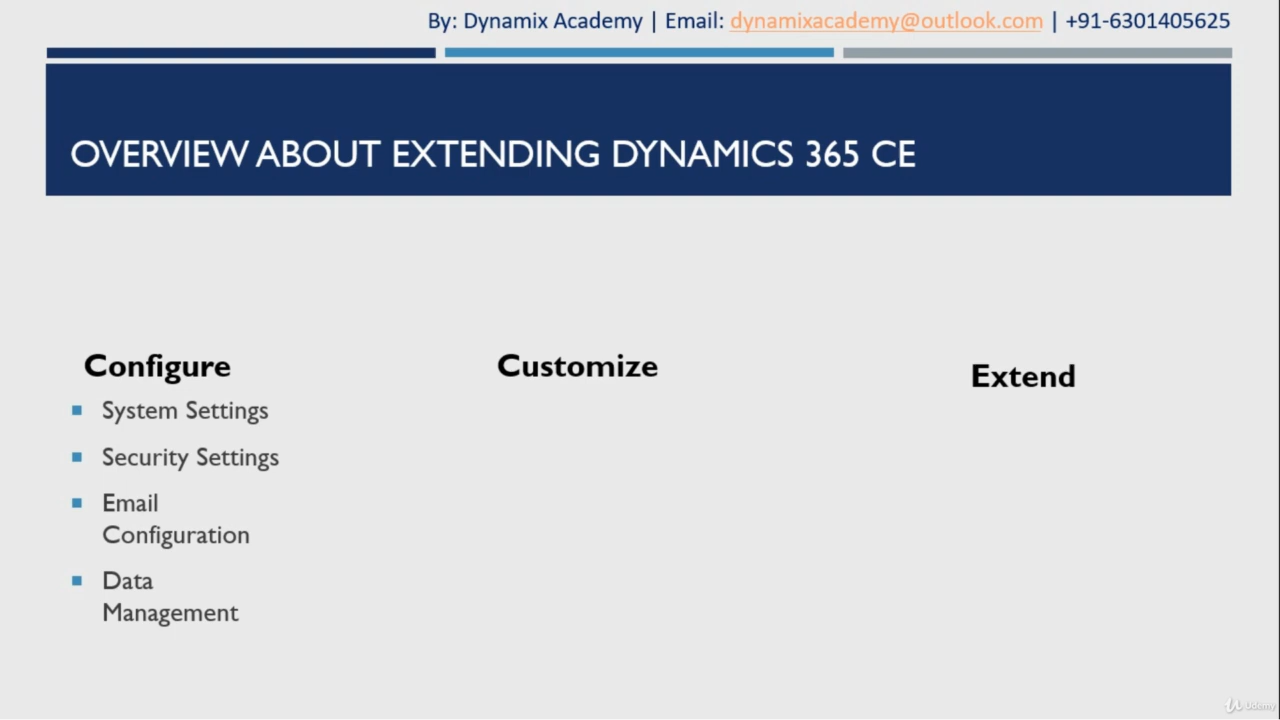 By: Dynamix Academy | Email: dynamixacademy@outlook.com | +91-6301405625
OVERVIEW ABOUT EXTENDING DYNAMICS 365 CE
Configure
System Settings
Security Settings
Email
Configuration
Data
Management
Customize
Extend
Udemy